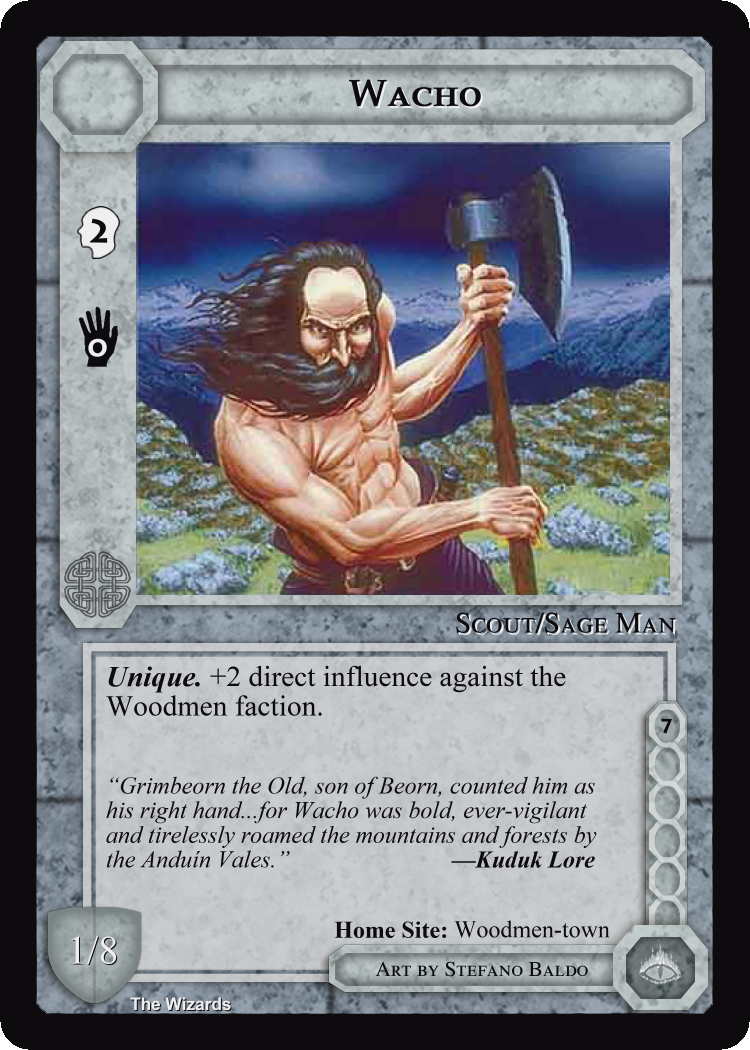 Wacho
2
0
Scout/Sage Man
Unique. +2 direct influence against the
Woodmen faction.
7
“Grimbeorn the Old, son of Beorn, counted him as
his right hand...for Wacho was bold, ever-vigilant
and tirelessly roamed the mountains and forests by
the Anduín Vales.” —Kuduk Lore
Home Site: Woodmen-town
1/8
Art by Stefano Baldo
The Wizards